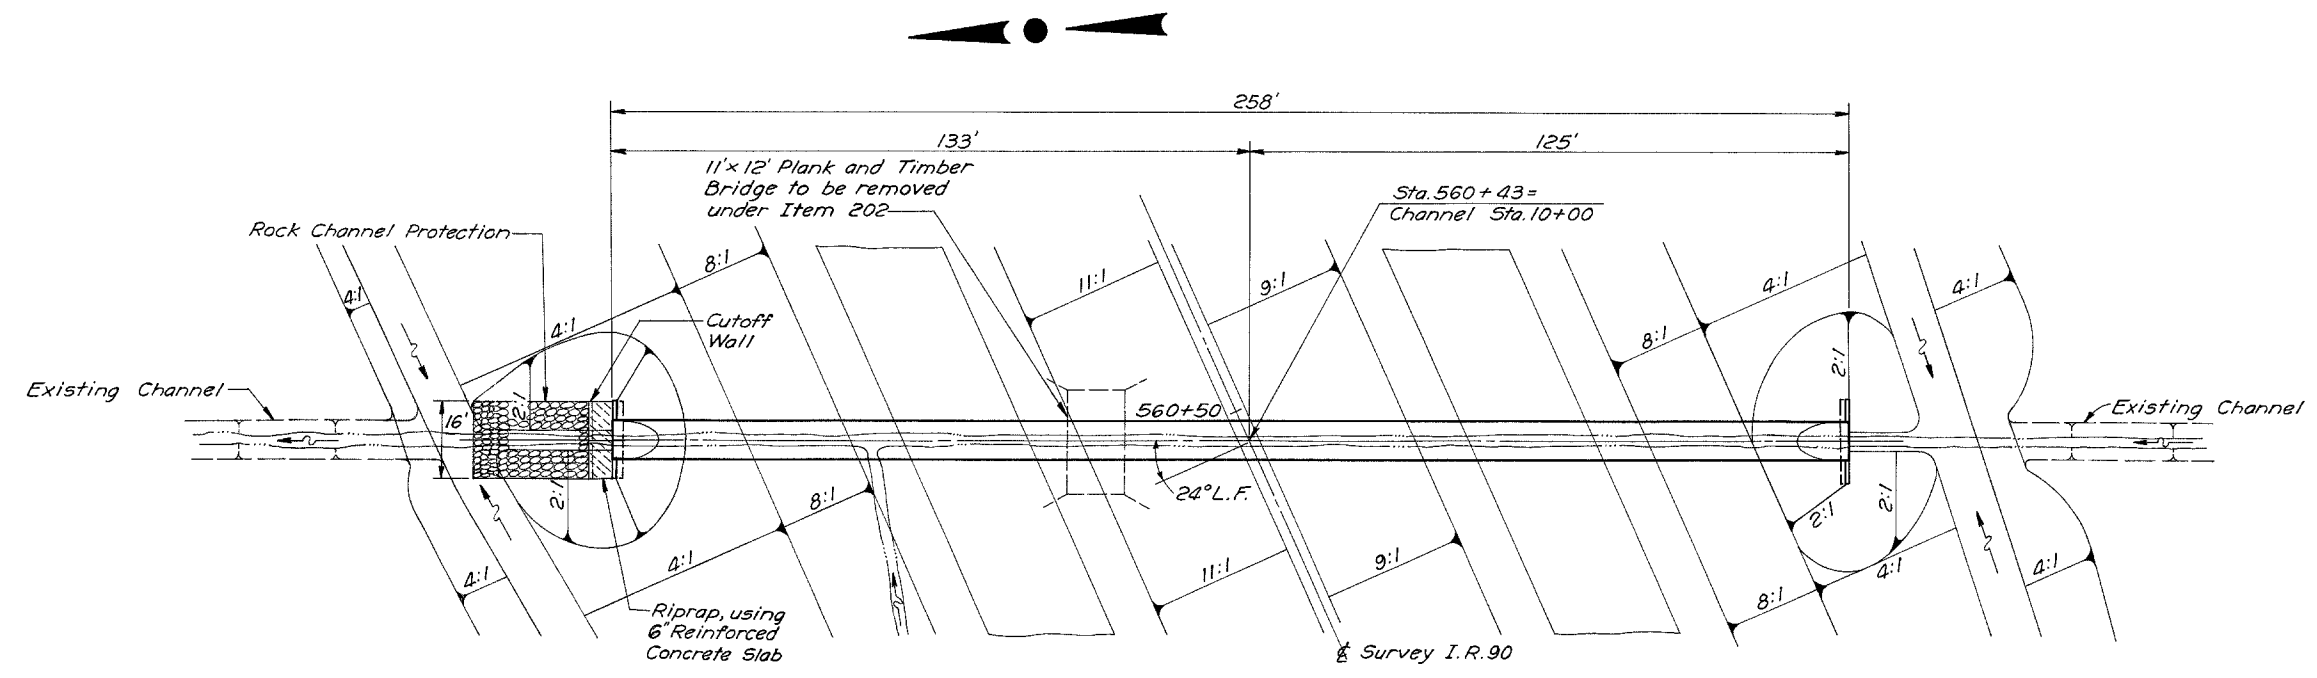 258'
133'
125'
11'x12' Plank and Timber
Bridge to be removed
under Item 202
Sta. 560+43=
Channel Sta. 10+00
Rock Channel Protection
8:1
11:1
9:1
4:1
4:1
4:1
4:1
Cutoff
Wall
8:1
2:1
Existing Channel
16'
2:1
560+50
Existing Channel
24° L.F.
2:1
8:1
2:1
2:1
4:1
4:1
11:1
9:1
4:1
4:1
8:1
Riprap, using
6" Reinforced
Concrete Slab
℄ Survey I.R.90